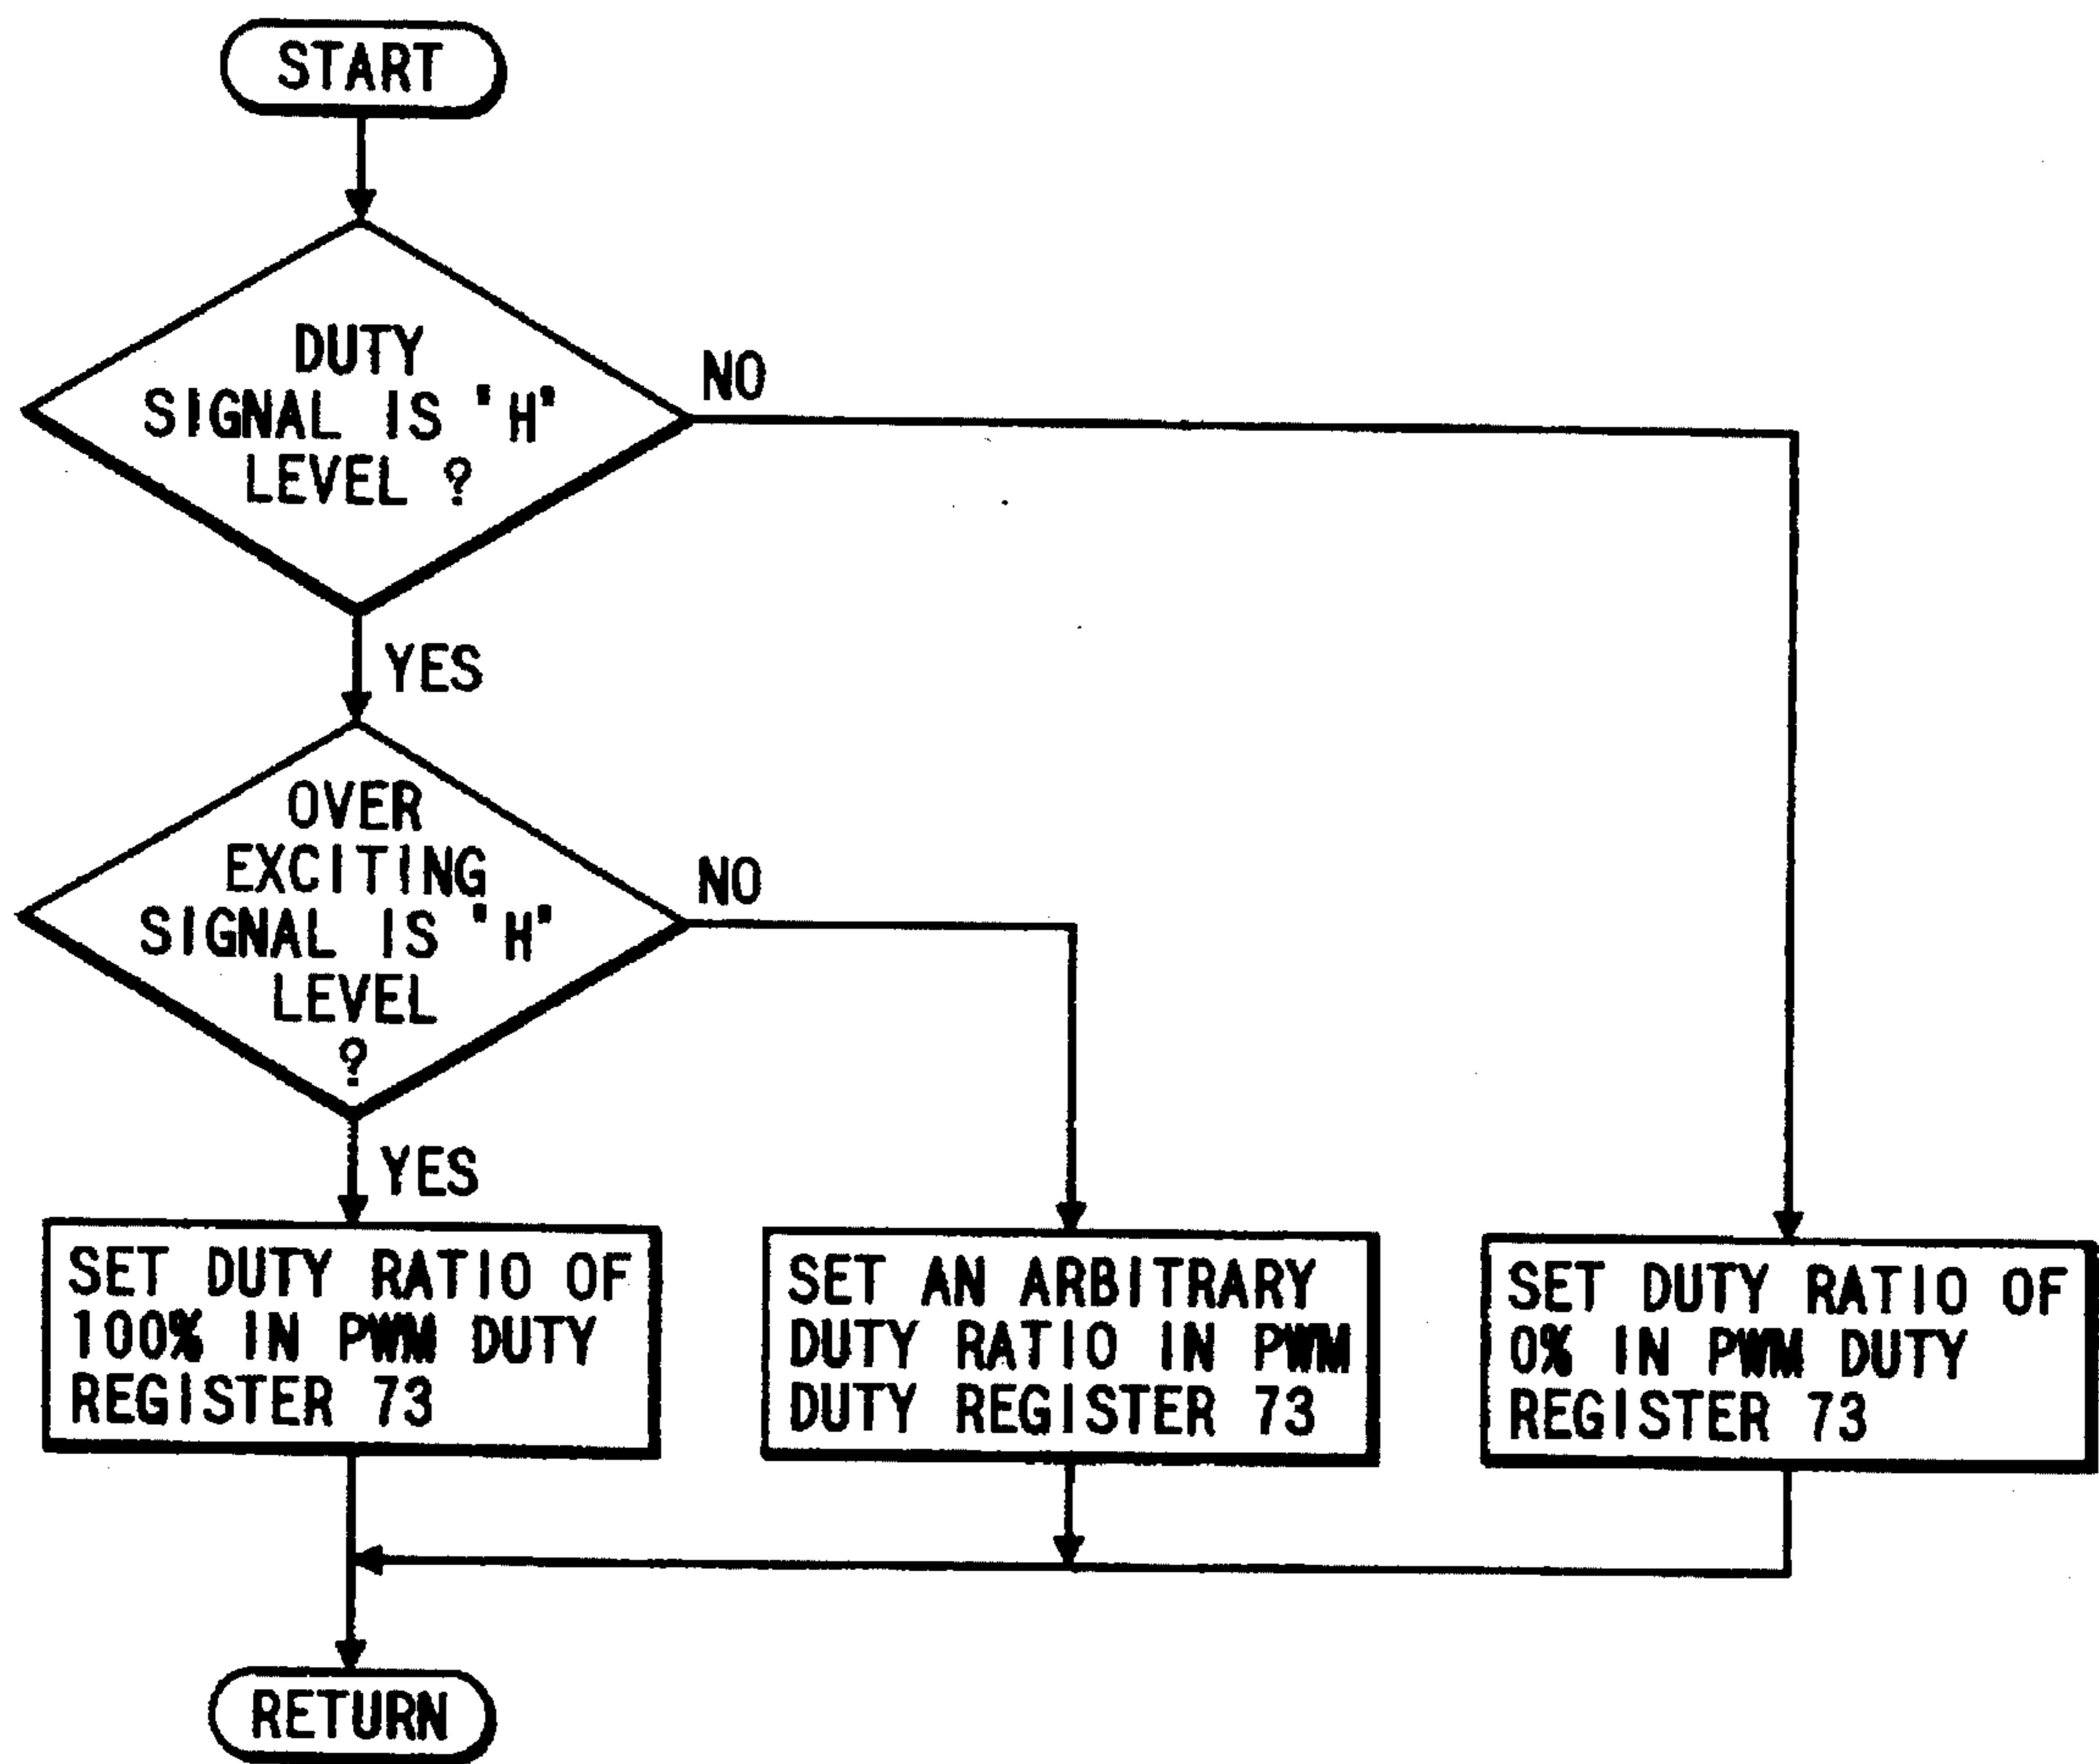 START
DUTY
SIGNAL IS "H"
LEVEL ?
NO
YES
OVER
EXCITING
SIGNAL IS "H"
LEVEL
?
NO
YES
SET DUTY RATIO OF
100% IN PWM DUTY
REGISTER 73
SET AN ARBITRARY
DUTY RATIO IN PWM
DUTY REGISTER 73
SET DUTY RATIO OF
0% IN PWM DUTY
REGISTER 73
RETURN